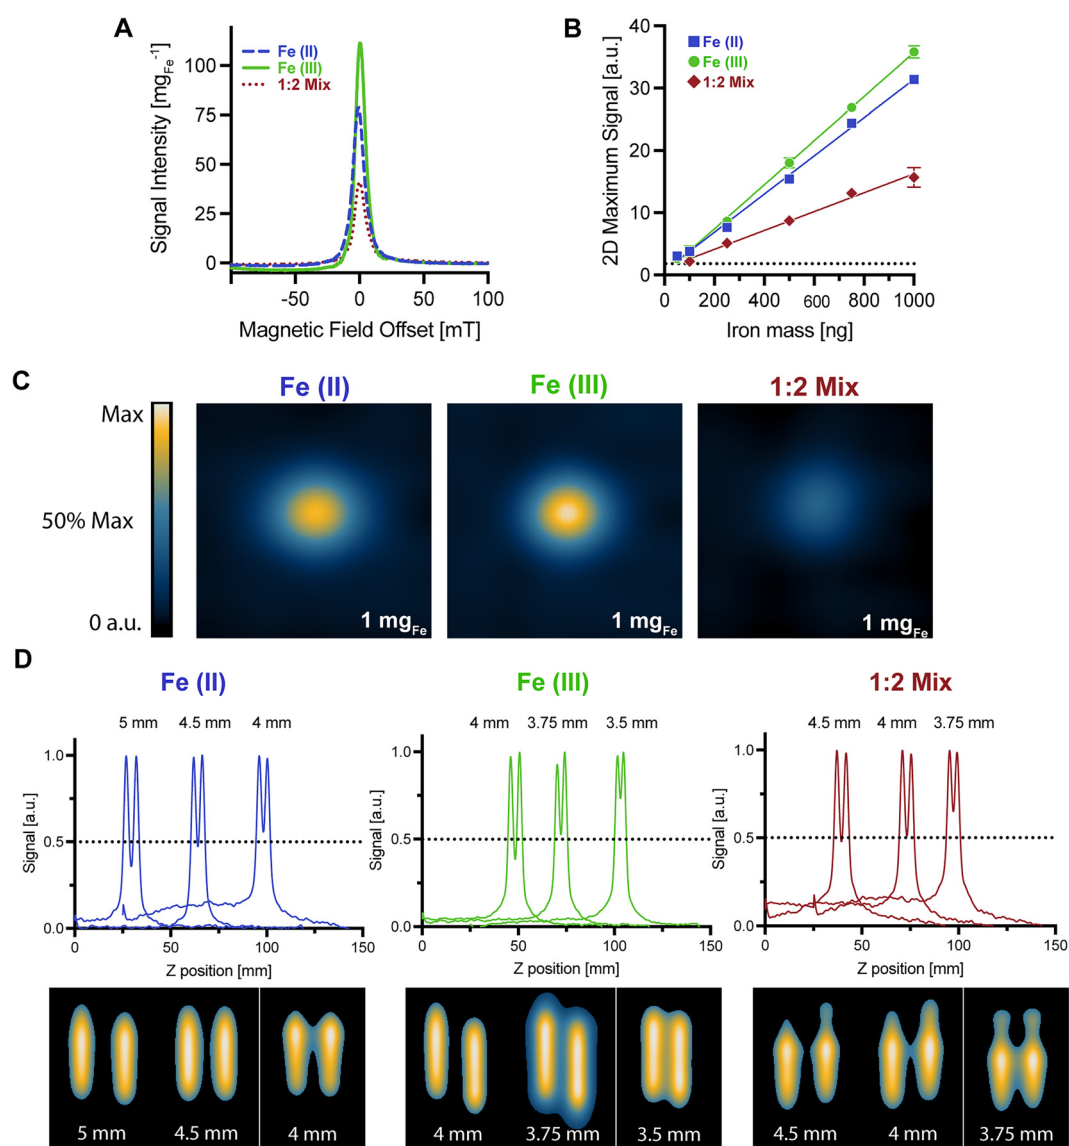 A
Signal Intensity [mgFe-1]
100
75
50
25
0
-50
0
50
100
Magnetic Field Offset [mT]
Fe (II)
Fe (III)
1:2 Mix
B
2D Maximum Signal [a.u.]
40
30
20
10
0
0
200
400
600
800
1000
Iron mass [ng]
Fe (II)
Fe (III)
1:2 Mix
C
Max
50% Max
0 a.u.
Fe (II)
1 mgFe
Fe (III)
1 mgFe
1:2 Mix
1 mgFe
D
Fe (II)
5 mm
4.5 mm
4 mm
Signal [a.u.]
1.0
0.5
0.0
0
50
100
150
Z position [mm]
5 mm
4.5 mm
4 mm
Fe (III)
4 mm
3.75 mm
3.5 mm
Signal [a.u.]
1.0
0.5
0.0
0
50
100
150
Z position [mm]
4 mm
3.75 mm
3.5 mm
1:2 Mix
4.5 mm
4 mm
3.75 mm
Signal [a.u.]
1.0
0.5
0.0
0
50
100
150
Z position [mm]
4.5 mm
4 mm
3.75 mm